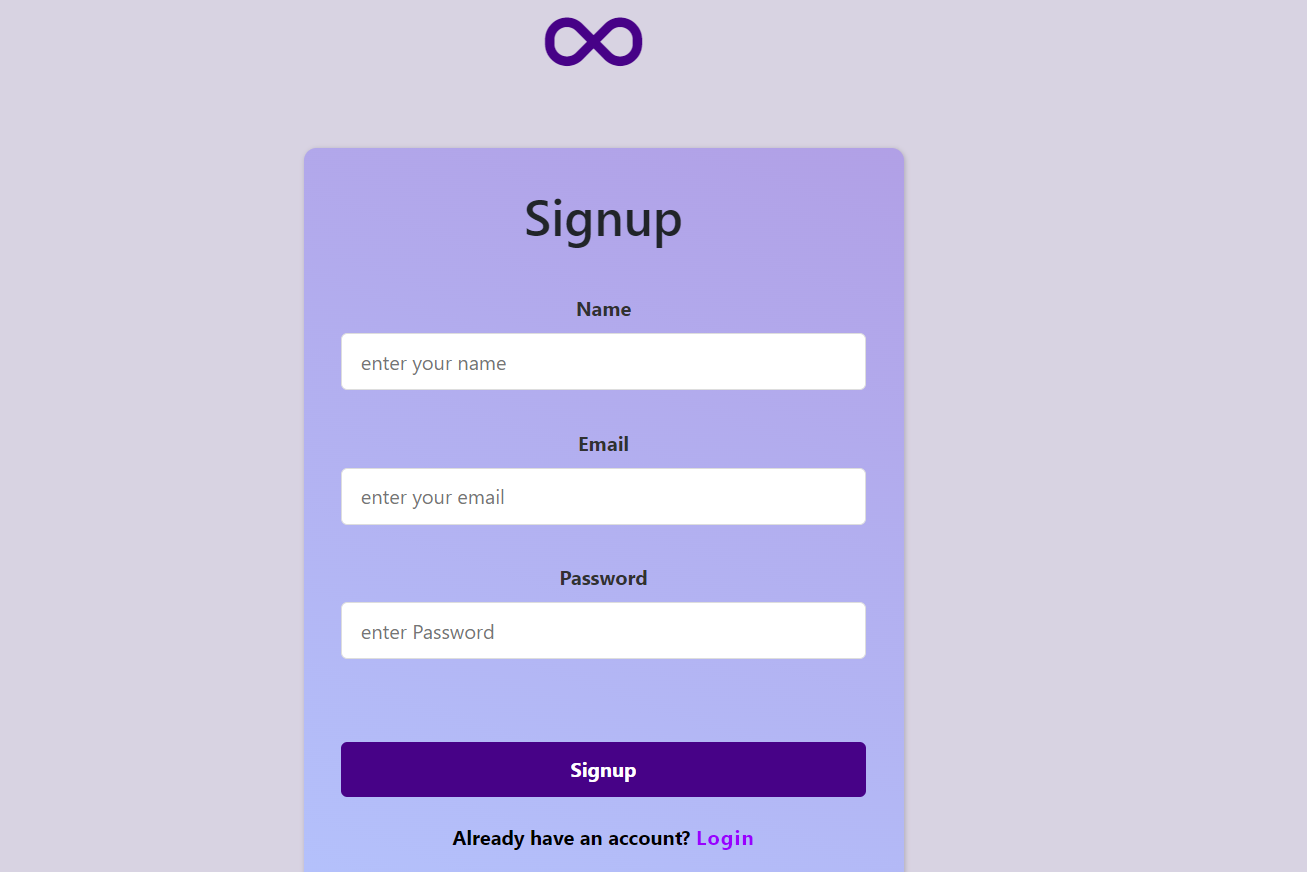 Signup
Name
enter your name
Email
enter your email
Password
enter Password
Signup
Already have an account? Login